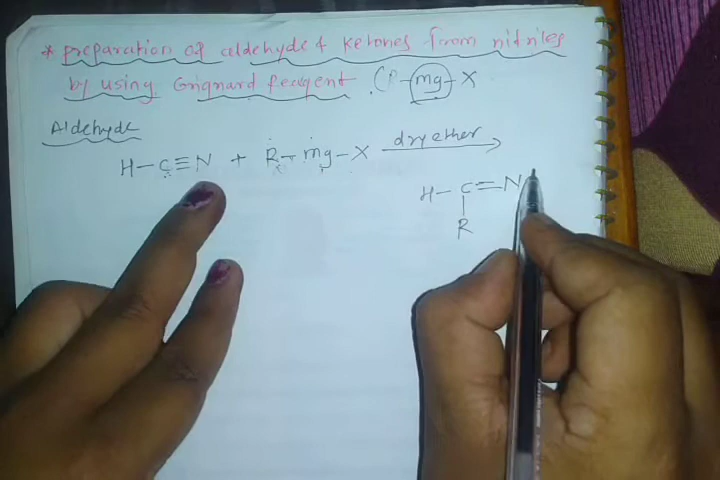 * preparation of aldehyde & ketones from nitriles
by using Grignard reagent C-mg-X
Aldehyde
H-C≡N + R-mg-X dry ether
H-C=N
R